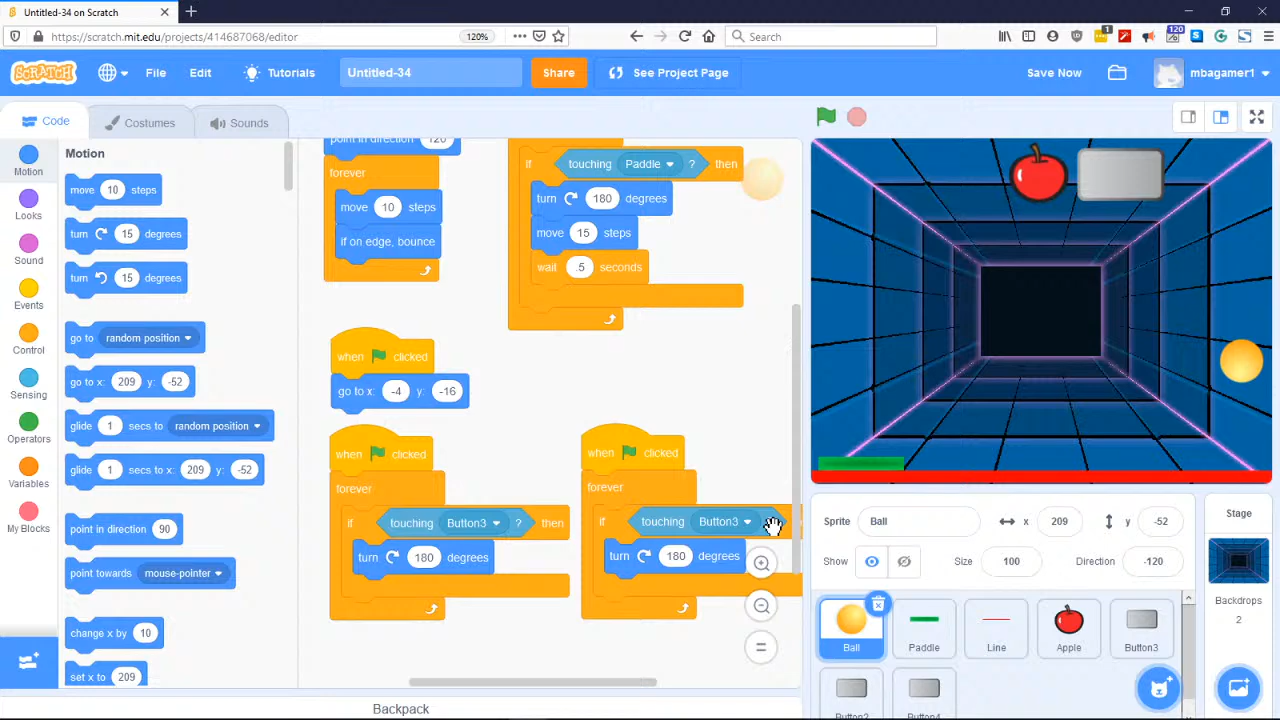 Untitled-34 on Scratch
https://scratch.mit.edu/projects/414687068/editor
120%
Search
1
120
SCRATCH
File
Edit
Tutorials
Untitled-34
Share
See Project Page
Save Now
mbagamer1
Code
Costumes
Sounds
Motion
Looks
Sound
Events
Control
Sensing
Operators
Variables
My Blocks
Motion
move 10 steps
turn 15 degrees
turn 15 degrees
go to random position
go to x: 209 y: -52
glide 1 secs to random position
glide 1 secs to x: 209 y: -52
point in direction 90
point towards mouse-pointer
change x by 10
set x to 209
point in direction 120
forever
move 10 steps
if on edge, bounce
if touching Paddle ? then
turn 180 degrees
move 15 steps
wait .5 seconds
when clicked
go to x: -4 y: -16
when clicked
forever
if touching Button3 ? then
turn 180 degrees
when clicked
forever
if touching Button3
turn 180 degrees
Backpack
Sprite Ball x 209 y -52
Show Size 100 Direction -120
Ball
Paddle
Line
Apple
Button3
Button2
Button4
Stage
Backdrops
2